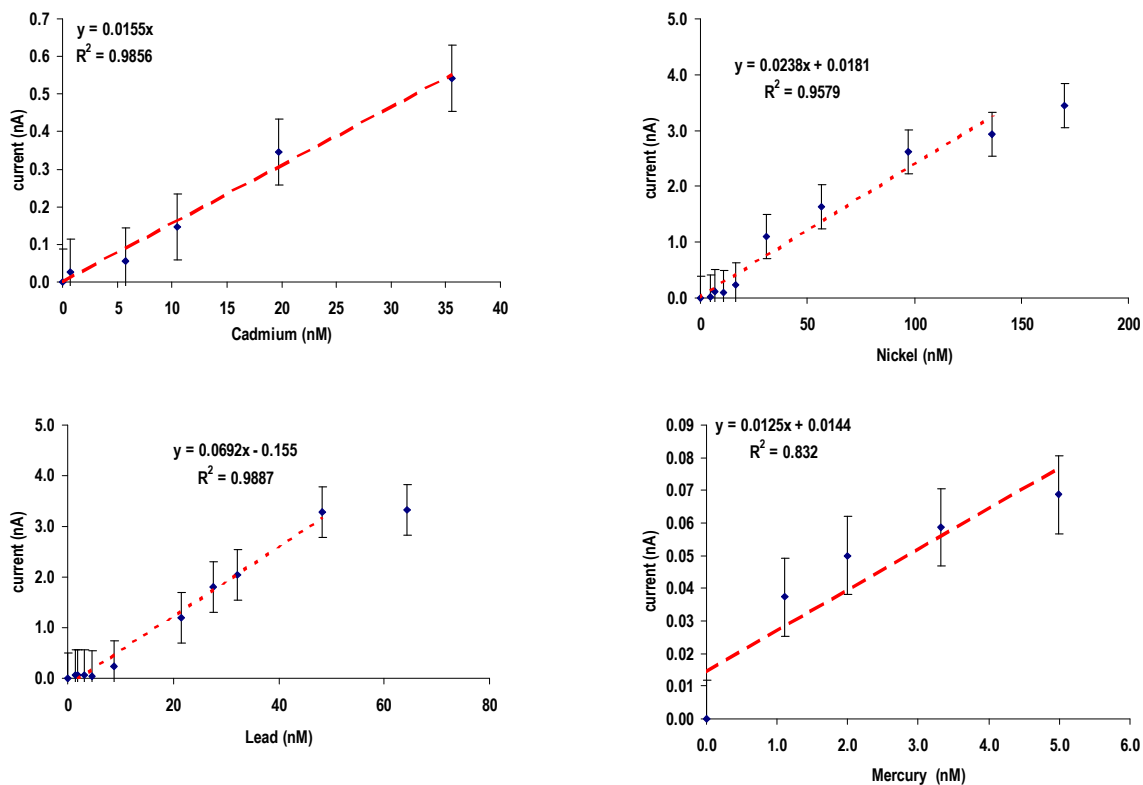 y = 0.0155x
R² = 0.9856
0.7
0.6
0.5
0.4
0.3
0.2
0.1
0.0
current (nA)
0 5 10 15 20 25 30 35 40
Cadmium (nM)
y = 0.0238x + 0.0181
R² = 0.9579
5.0
4.0
3.0
2.0
1.0
0.0
current (nA)
0 50 100 150 200
Nickel (nM)
y = 0.0692x - 0.155
R² = 0.9887
5.0
4.0
3.0
2.0
1.0
0.0
current (nA)
0 20 40 60 80
Lead (nM)
y = 0.0125x + 0.0144
R² = 0.832
0.09
0.08
0.07
0.06
0.05
0.04
0.03
0.02
0.01
0.00
current (nA)
0.0 1.0 2.0 3.0 4.0 5.0 6.0
Mercury (nM)